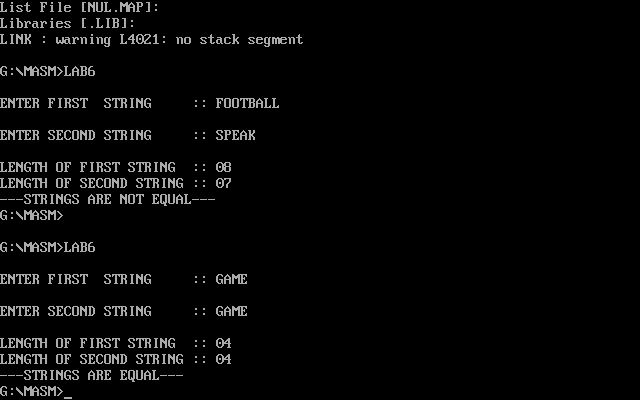 List File [NUL.MAP]:
Libraries [.LIB]:
LINK : warning L4021: no stack segment
G:\MASM>LAB6
ENTER FIRST  STRING     :: FOOTBALL
ENTER SECOND STRING     :: SPEAK
LENGTH OF FIRST STRING  :: 08
LENGTH OF SECOND STRING :: 07
---STRINGS ARE NOT EQUAL---
G:\MASM>
G:\MASM>LAB6
ENTER FIRST  STRING     :: GAME
ENTER SECOND STRING     :: GAME
LENGTH OF FIRST STRING  :: 04
LENGTH OF SECOND STRING :: 04
---STRINGS ARE EQUAL---
G:\MASM>_